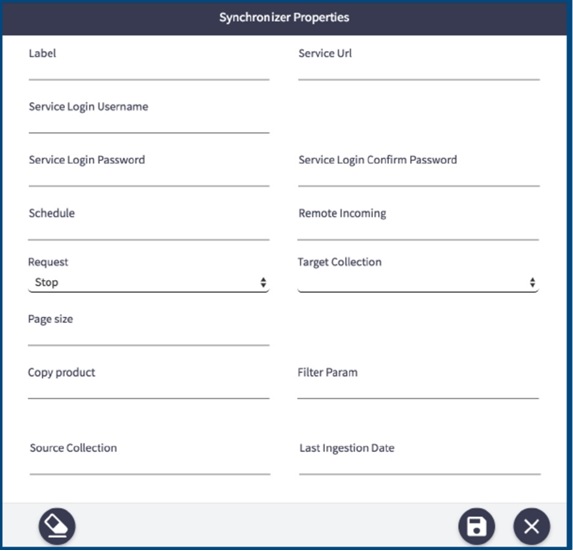 Synchronizer Properties
Label
Service Url
Service Login Username
Service Login Password
Service Login Confirm Password
Schedule
Remote Incoming
Request
Target Collection
Stop
Page size
Copy product
Filter Param
Source Collection
Last Ingestion Date